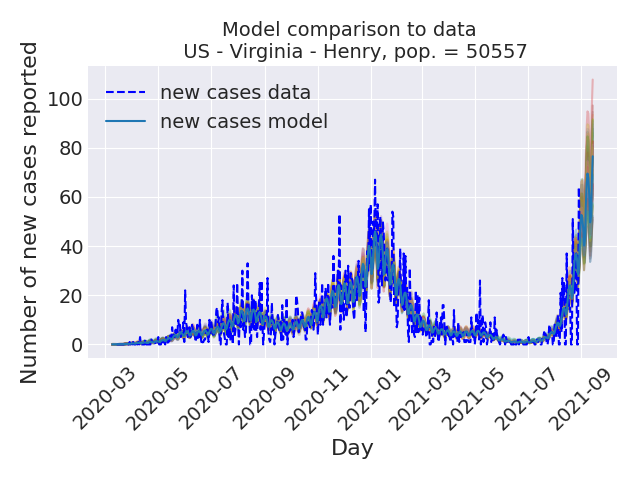 Model comparison to data
US - Virginia - Henry, pop. = 50557
Number of new cases reported
100
80
60
40
20
0
new cases data
new cases model
2020-03
2020-05
2020-07
2020-09
2020-11
2021-01
2021-03
2021-05
2021-07
2021-09
Day